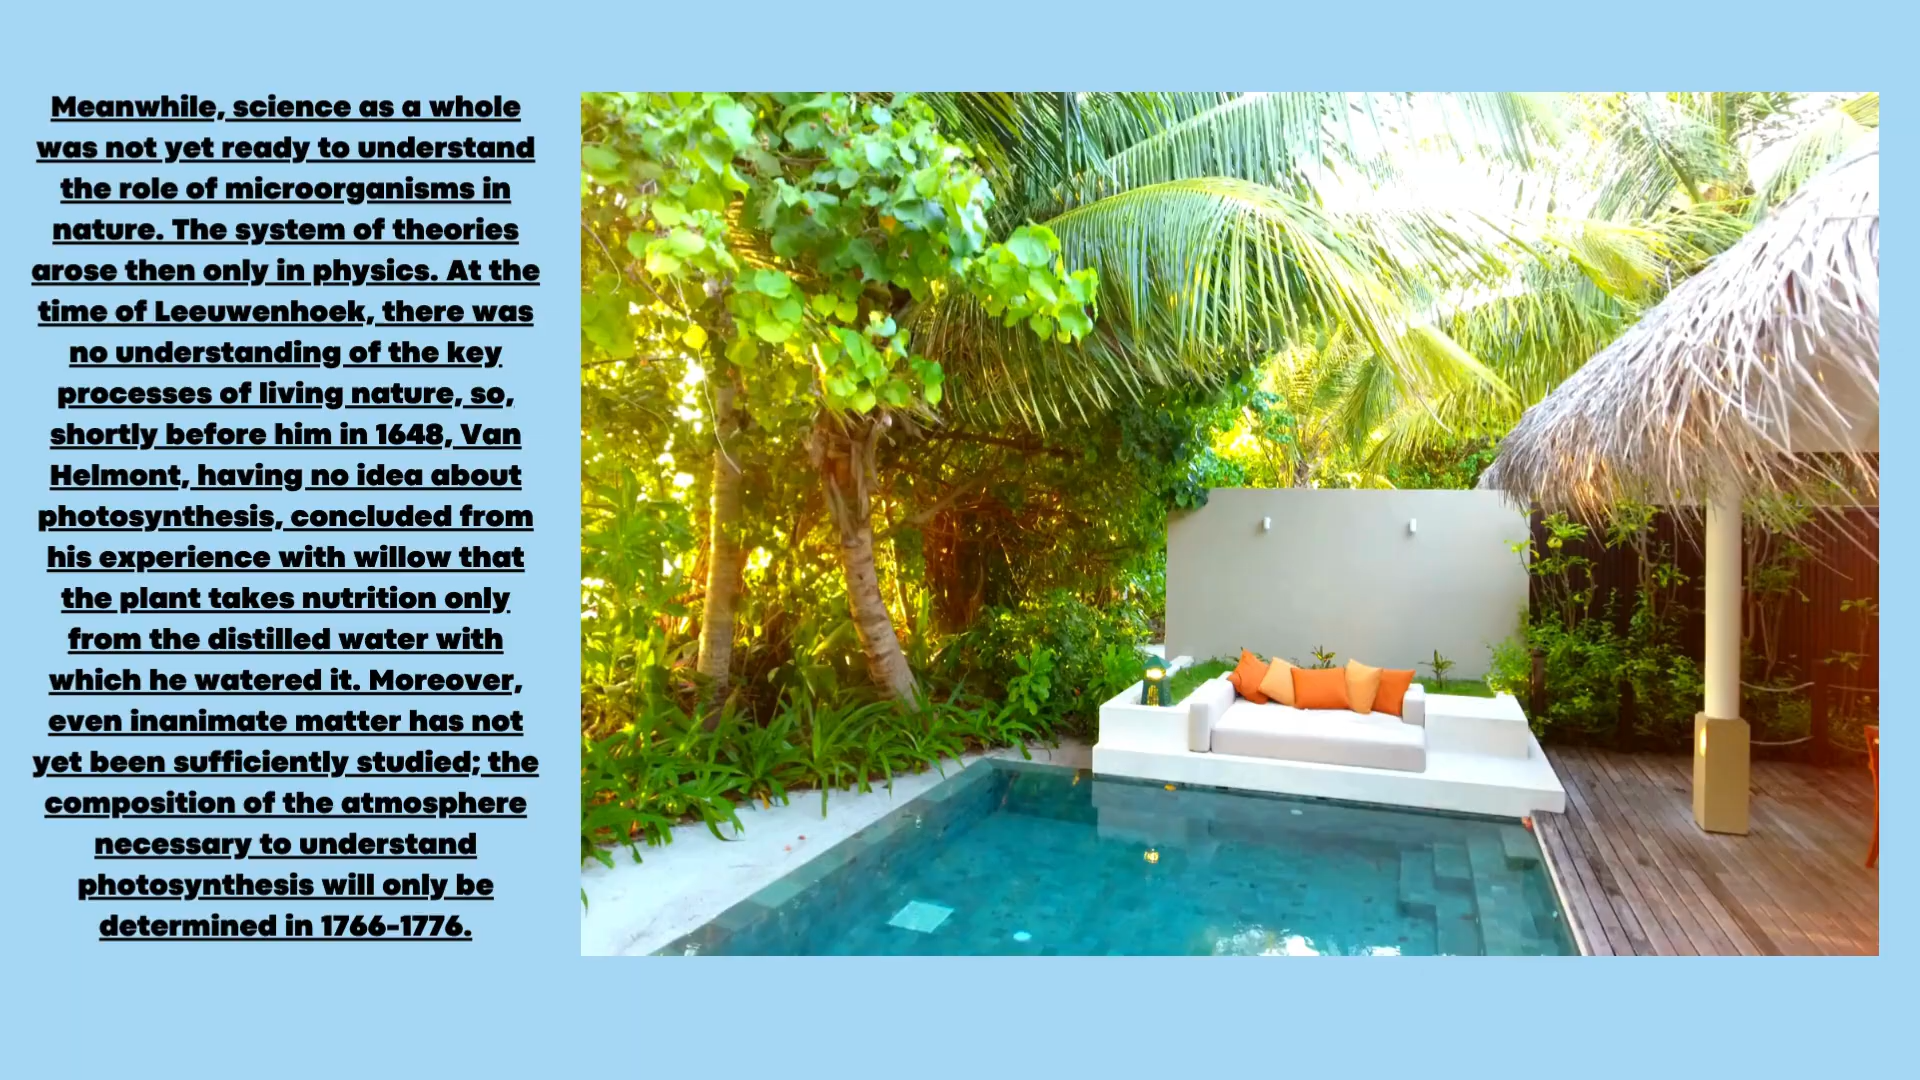 Meanwhile, science as a whole
was not yet ready to understand
the role of microorganisms in
nature. The system of theories
arose then only in physics. At the
time of Leeuwenhoek, there was
no understanding of the key
processes of living nature, so,
shortly before him in 1648, Van
Helmont, having no idea about
photosynthesis, concluded from
his experience with willow that
the plant takes nutrition only
from the distilled water with
which he watered it. Moreover,
even inanimate matter has not
yet been sufficiently studied; the
composition of the atmosphere
necessary to understand
photosynthesis will only be
determined in 1766-1776.